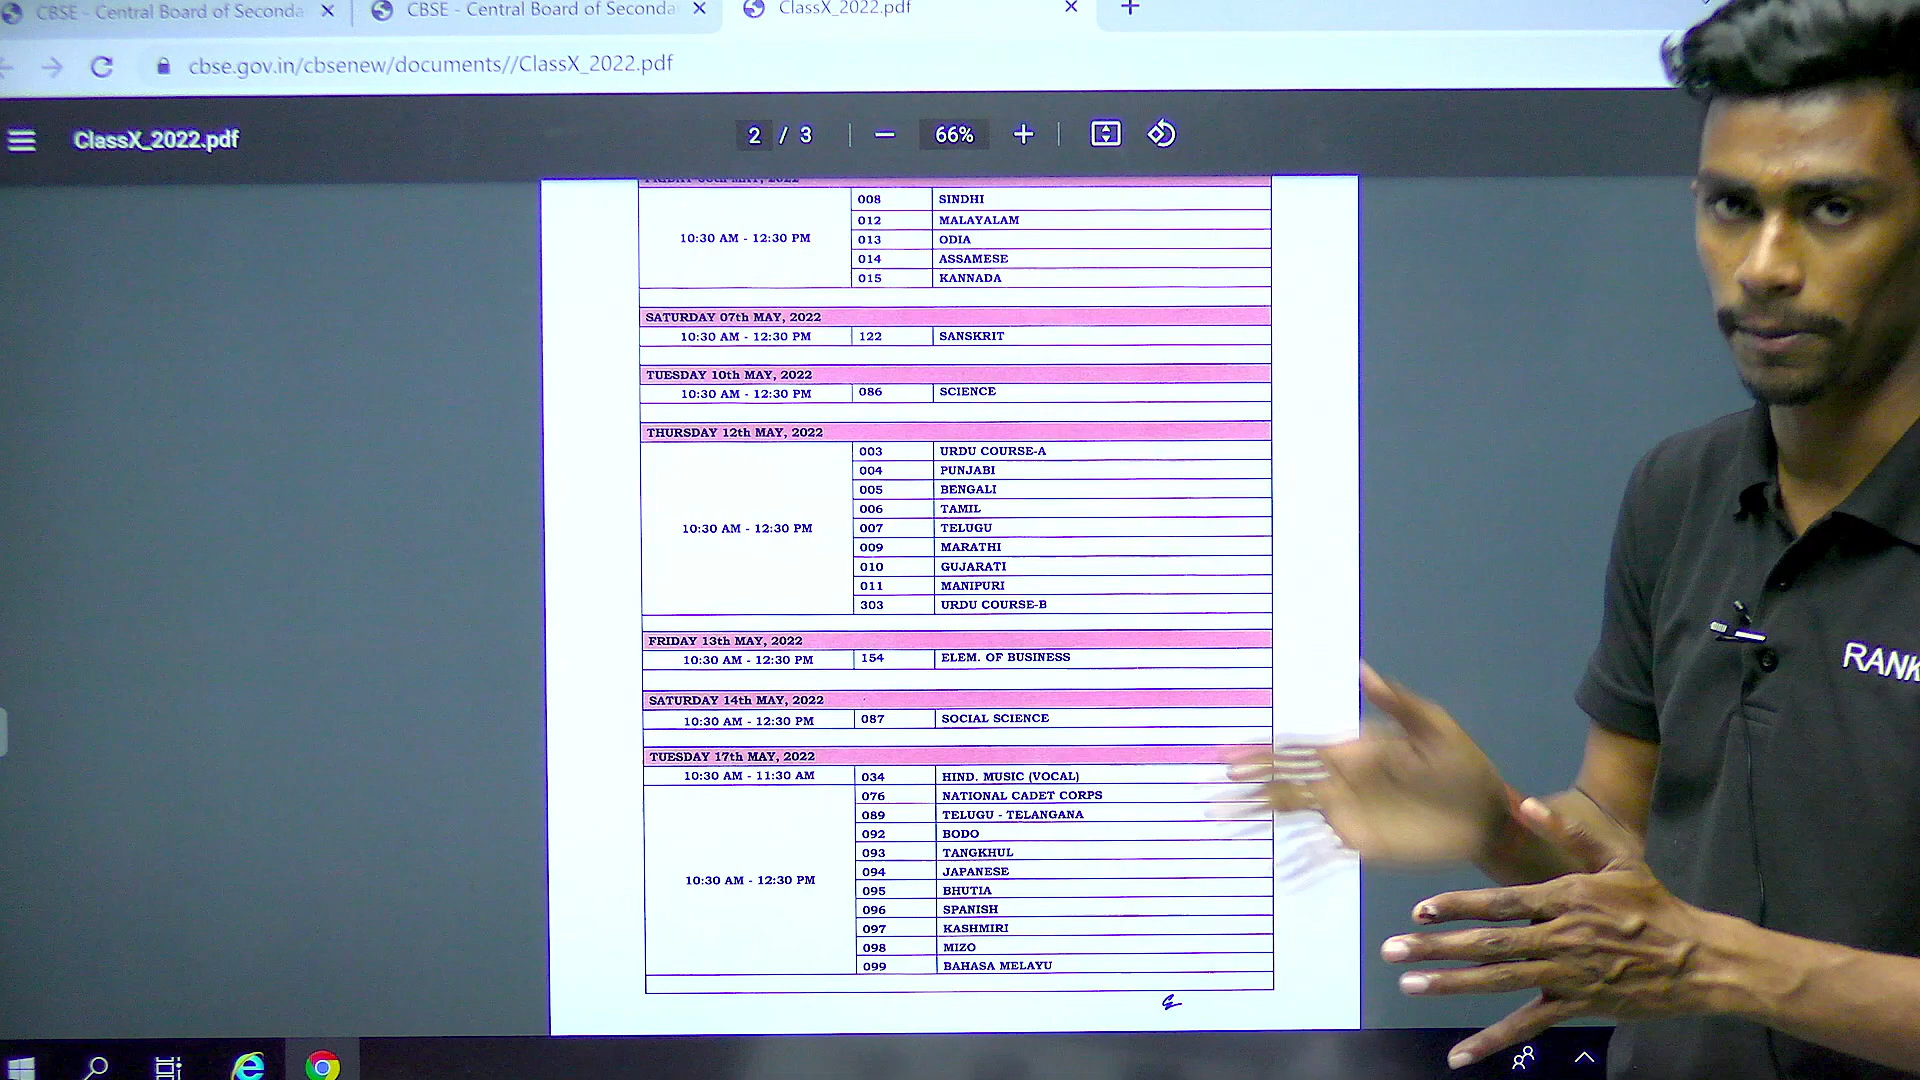 CBSE - Central Board of Seconda
CBSE - Central Board of Seconda
ClassX_2022.pdf
cbse.gov.in/cbsenew/documents//ClassX_2022.pdf
ClassX_2022.pdf
2 / 3
66%
008 SINDHI
012 MALAYALAM
10:30 AM - 12:30 PM
013 ODIA
014 ASSAMESE
015 KANNADA
SATURDAY 07th MAY, 2022
10:30 AM - 12:30 PM 122 SANSKRIT
TUESDAY 10th MAY, 2022
10:30 AM - 12:30 PM 086 SCIENCE
THURSDAY 12th MAY, 2022
003 URDU COURSE-A
004 PUNJABI
005 BENGALI
006 TAMIL
10:30 AM - 12:30 PM 007 TELUGU
009 MARATHI
010 GUJARATI
011 MANIPURI
303 URDU COURSE-B
FRIDAY 13th MAY, 2022
10:30 AM - 12:30 PM 154 ELEM. OF BUSINESS
SATURDAY 14th MAY, 2022
10:30 AM - 12:30 PM 087 SOCIAL SCIENCE
TUESDAY 17th MAY, 2022
10:30 AM - 11:30 AM 034 HIND. MUSIC (VOCAL)
076 NATIONAL CADET CORPS
089 TELUGU - TELANGANA
092 BODO
093 TANGKHUL
094 JAPANESE
10:30 AM - 12:30 PM
095 BHUTIA
096 SPANISH
097 KASHMIRI
098 MIZO
099 BAHASA MELAYU
RANK